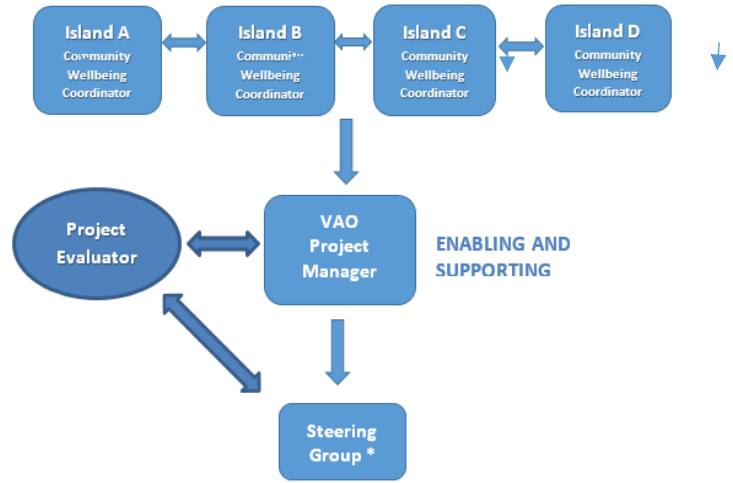 Island A
Community
Wellbeing
Coordinator
Island B
Community
Wellbeing
Coordinator
Island C
Community
Wellbeing
Coordinator
Island D
Community
Wellbeing
Coordinator
Project
Evaluator
VAO
Project
Manager
ENABLING AND
SUPPORTING
Steering
Group *